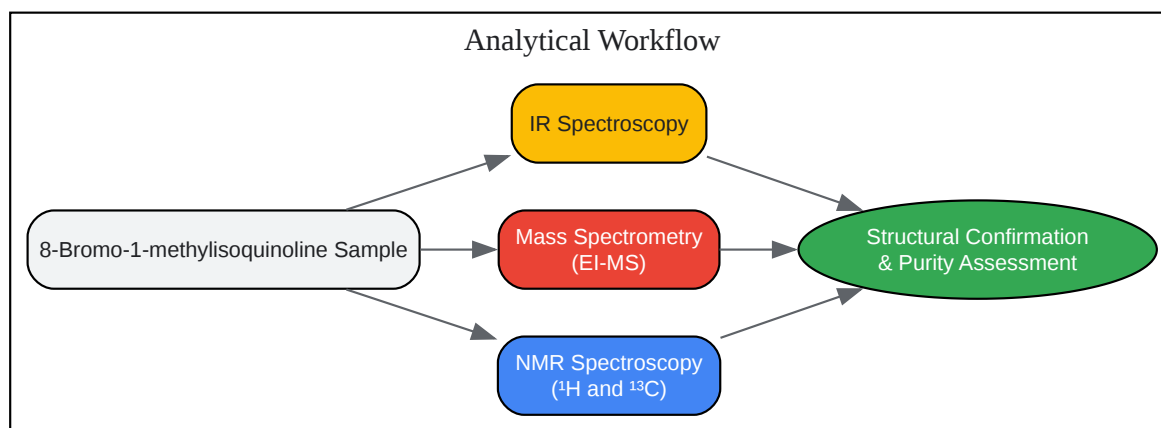 Analytical Workflow
IR Spectroscopy
8-Bromo-1-methylisoquinoline Sample
Mass Spectrometry
(EI-MS)
Structural Confirmation
& Purity Assessment
NMR Spectroscopy
(¹H and ¹³C)